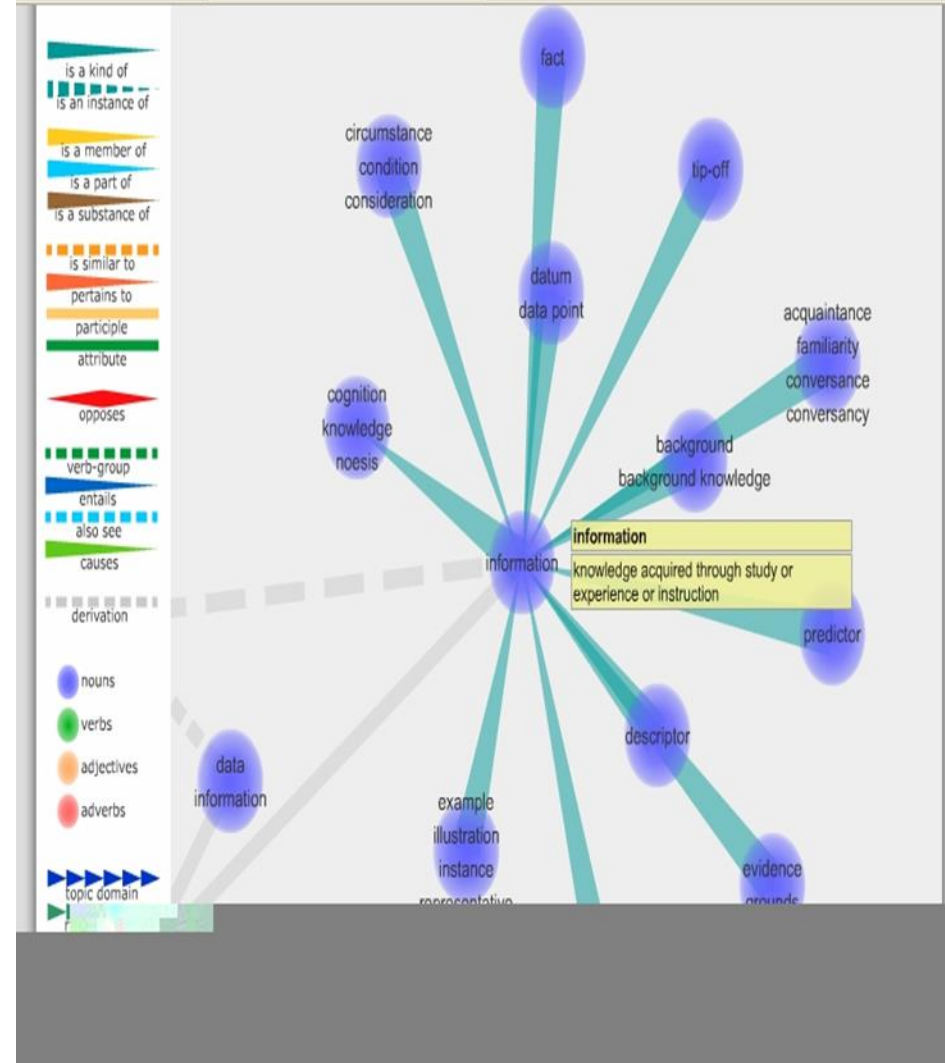 is a kind of
is an instance of
is a member of
is a part of
is a substance of
is similar to
pertains to
participle
attribute
opposes
verb-group
entails
also see
causes
derivation
nouns
verbs
adjectives
adverbs
topic domain
fact
circumstance
condition
consideration
tip-off
datum
data point
acquaintance
familiarity
conversance
conversancy
cognition
knowledge
noesis
background
background knowledge
information
information
knowledge acquired through study or
experience or instruction
predictor
descriptor
data
information
example
illustration
instance
representative
evidence
grounds